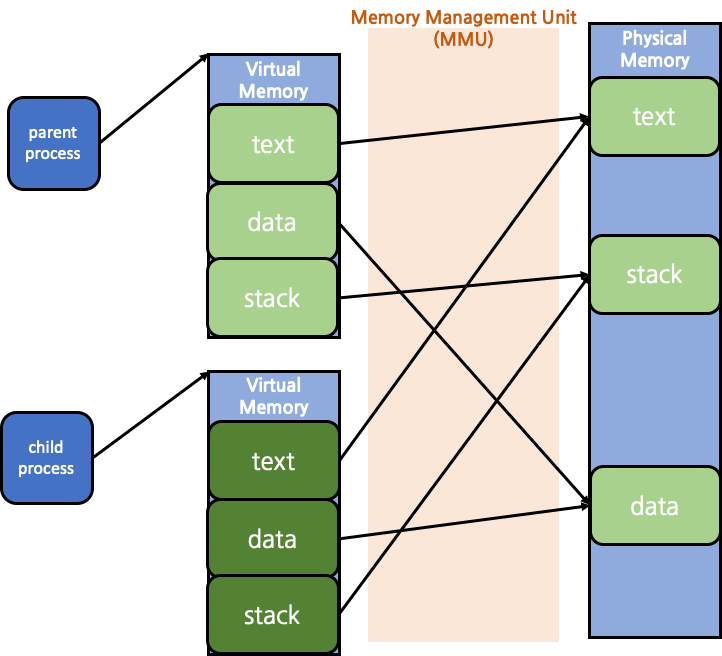 Memory Management Unit
(MMU)
Physical
Memory
Virtual
Memory
parent
process
text
data
stack
text
stack
data
Virtual
Memory
child
process
text
data
stack